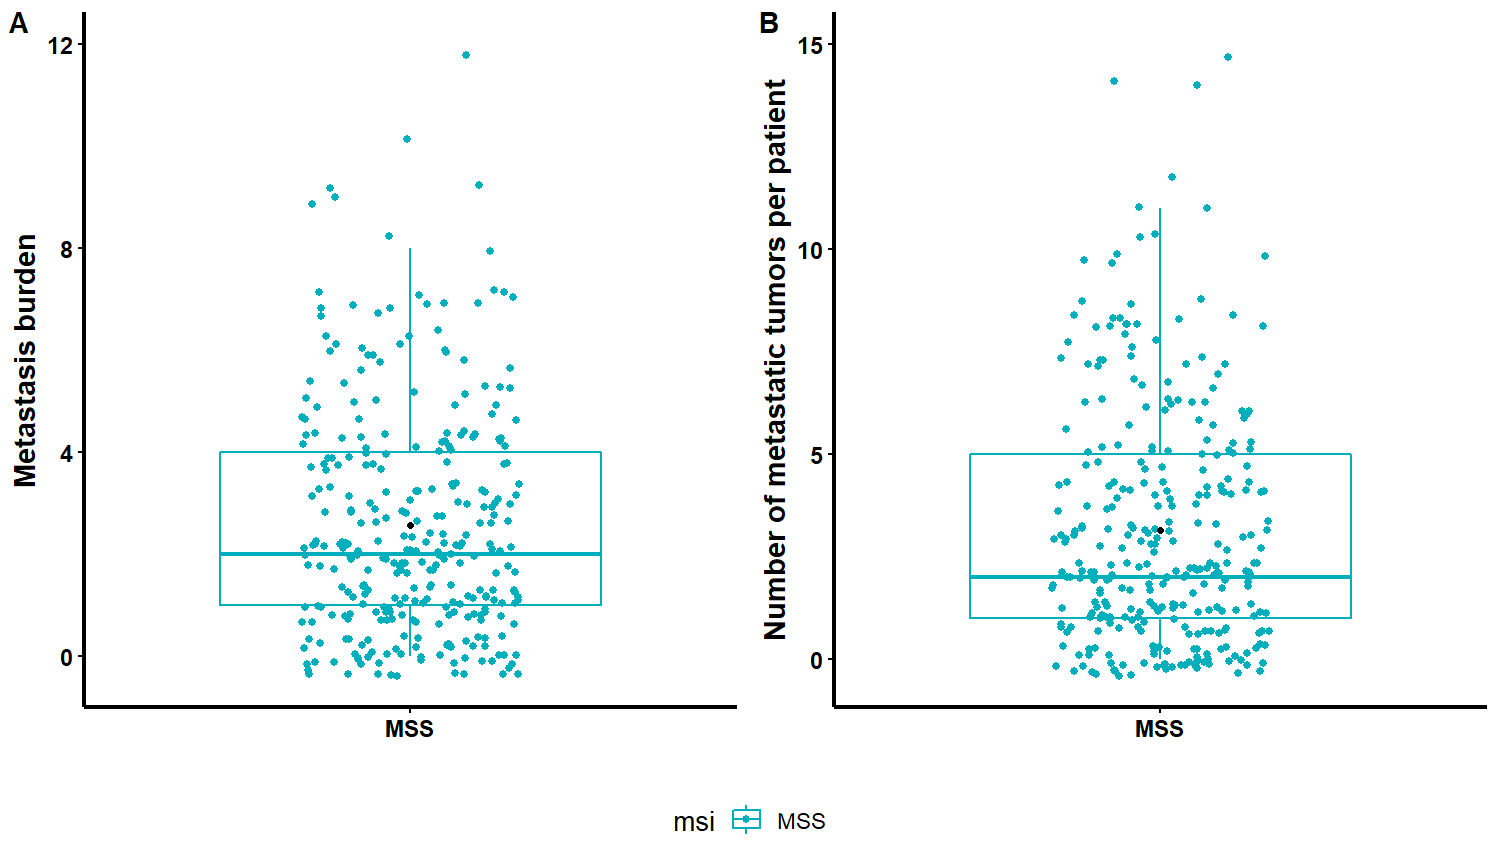 A
Metastasis burden
12
8
4
0
MSS
B
Number of metastatic tumors per patient
15
10
5
0
MSS
msi MSS